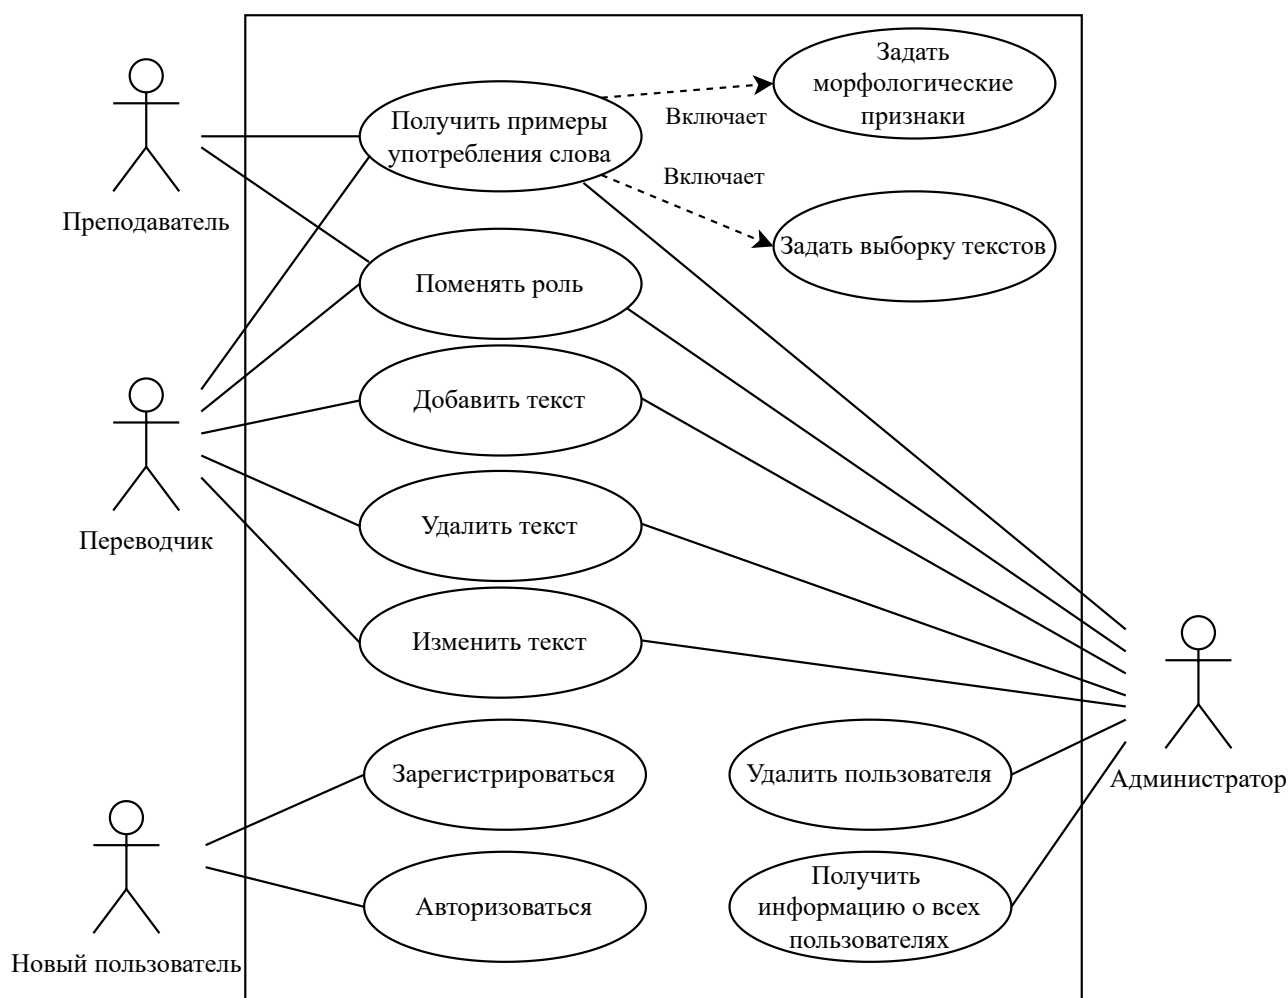 Задать
морфологические
признаки
Получить примеры
употребления слова
Включает
Включает
Преподаватель
Задать выборку текстов
Поменять роль
Добавить текст
Удалить текст
Переводчик
Изменить текст
Зарегистрироваться
Удалить пользователя
Администратор
Получить
информацию о всех
пользователях
Авторизоваться
Новый пользователь